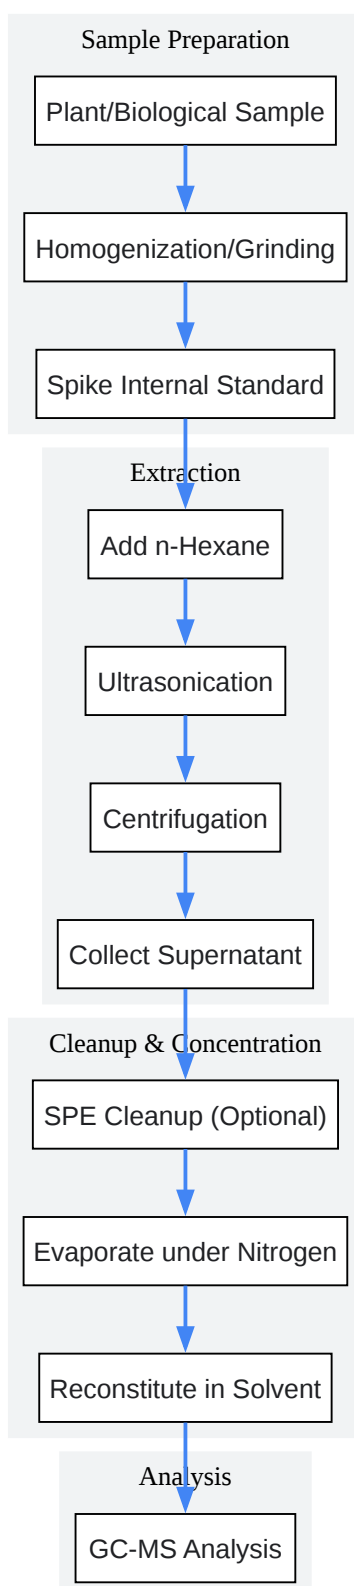 Sample Preparation
Plant/Biological Sample
Homogenization/Grinding
Spike Internal Standard
Extraction
Add n-Hexane
Ultrasonication
Centrifugation
Collect Supernatant
Cleanup & Concentration
SPE Cleanup (Optional)
Evaporate under Nitrogen
Reconstitute in Solvent
Analysis
GC-MS Analysis